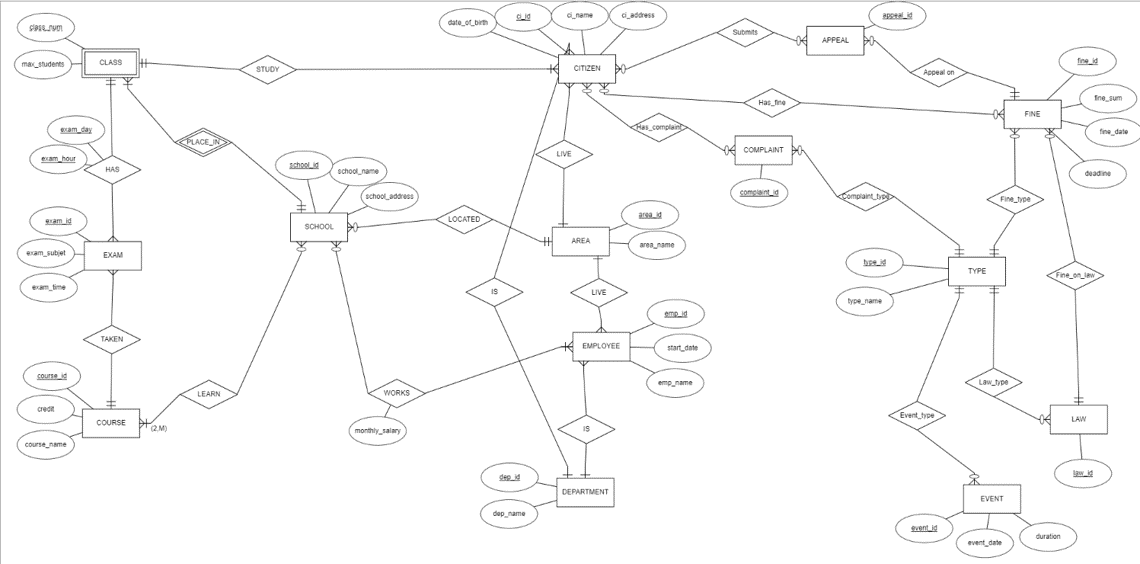 class_num
max_students
CLASS
STUDY
date_of_birth
ci_id
ci_name
ci_address
CITIZEN
Submits
APPEAL
appeal_id
Appeal on
fine_id
fine_sum
fine_date
deadline
FINE
Has_fine
Has_complaint
COMPLAINT
complaint_id
Complaint_type
Fine_type
exam_day
exam_hour
HAS
PLACE_IN
school_id
school_name
school_address
SCHOOL
LIVE
LOCATED
AREA
area_id
area_name
exam_id
exam_subjet
exam_time
EXAM
IS
LIVE
type_id
type_name
TYPE
Fine_on_law
emp_id
start_date
emp_name
EMPLOYEE
TAKEN
course_id
credit
course_name
COURSE
(2,M)
LEARN
WORKS
monthly_salary
IS
Law_type
Event_type
LAW
law_id
dep_id
dep_name
DEPARTMENT
EVENT
event_id
event_date
duration